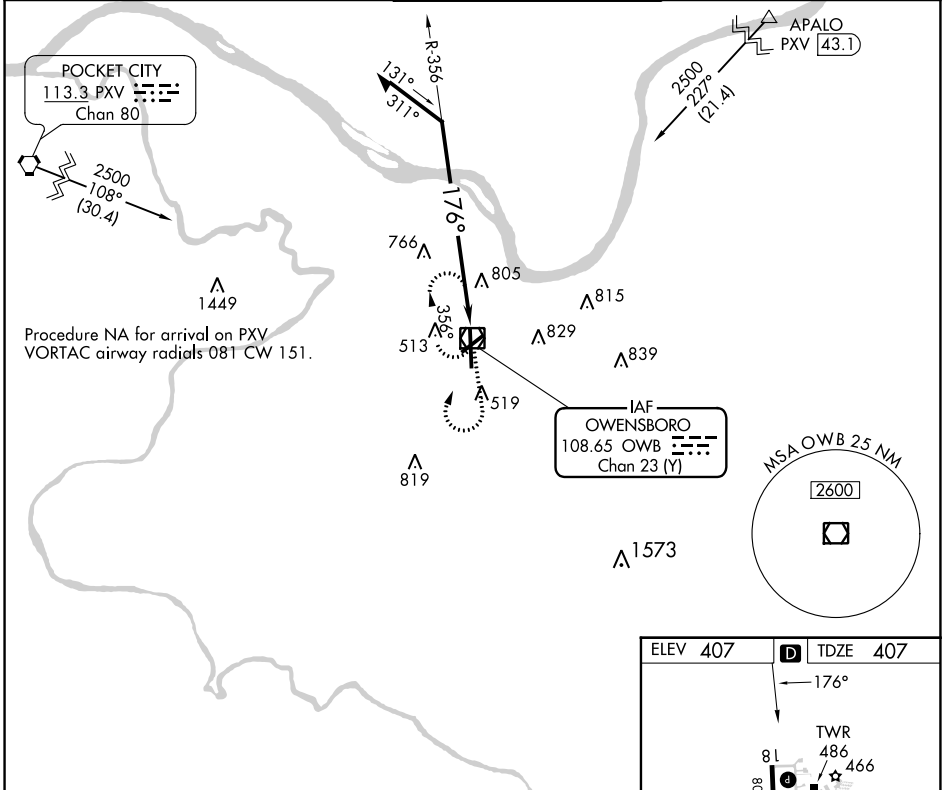 R-356
131°
311°
APALO
PXV 43.1
POCKET CITY
113.3 PXV
Chan 80
2500
227°
(21.4)
2500
108°
(30.4)
176°
766
805
1449
815
356°
Procedure NA for arrival on PXV
VORTAC airway radials 081 CW 151.
513
829
839
519
IAF
OWENSBORO
108.65 OWB
Chan 23 (Y)
819
MSA OWB 25 NM
2600
1573
ELEV 407 D TDZE 407
176°
TWR
486
466
18
P
80